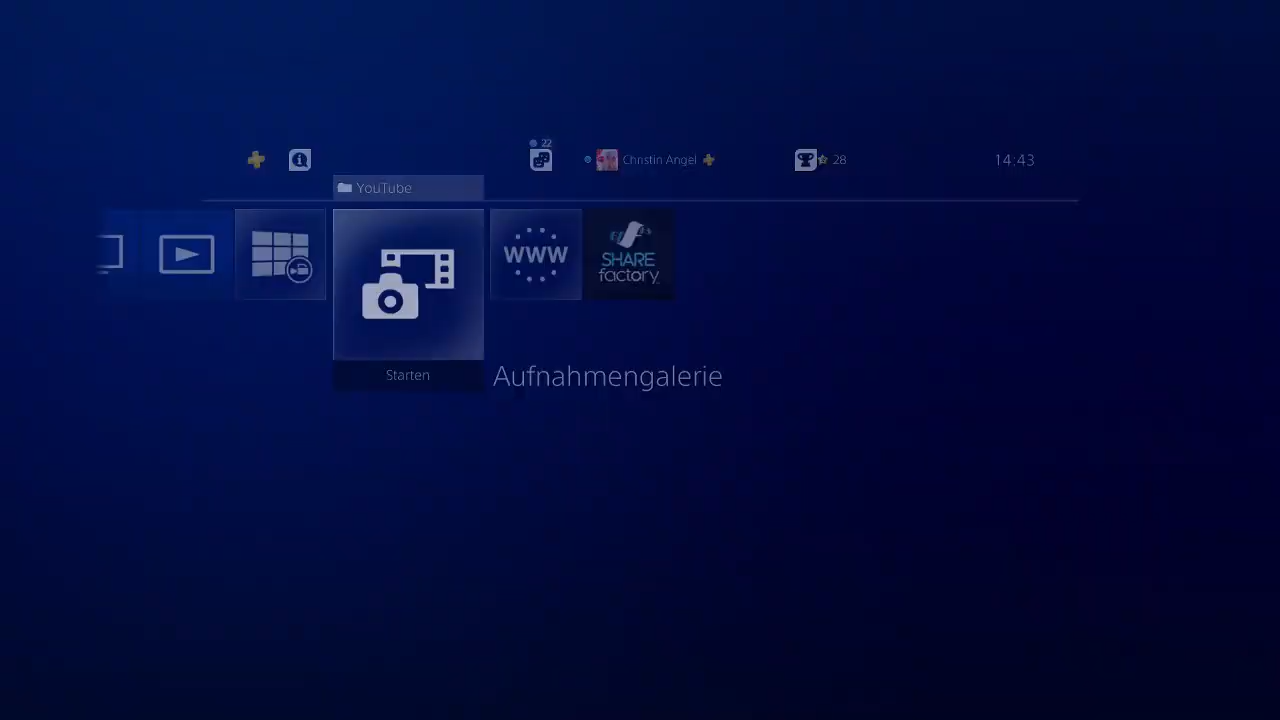 22
Christin Angel
28
14:43
YouTube
WWW
SHARE
factory
Starten
Aufnahmengalerie